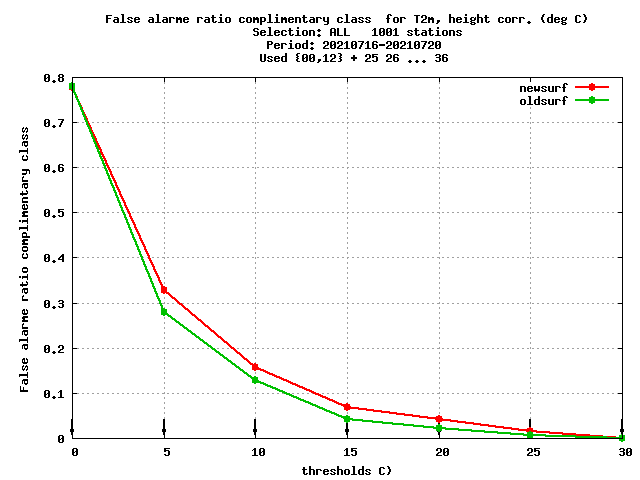 False alarme ratio complimentary class  for T2m, height corr. (deg C)
Selection: ALL   1001 stations
Period: 20210716-20210720
Used {00,12} + 25 26 ... 36
newsurf
oldsurf
False alarme ratio complimentary class
0.8
0.7
0.6
0.5
0.4
0.3
0.2
0.1
0
0 5 10 15 20 25 30
thresholds C)